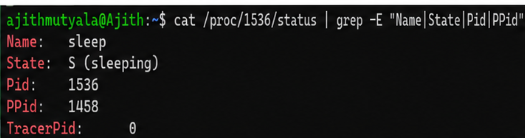 ajithmutyala@Ajith:~$ cat /proc/1536/status | grep -E "Name|State|Pid|PPid"
Name:   sleep
State:  S (sleeping)
Pid:    1536
PPid:   1458
TracerPid:      0